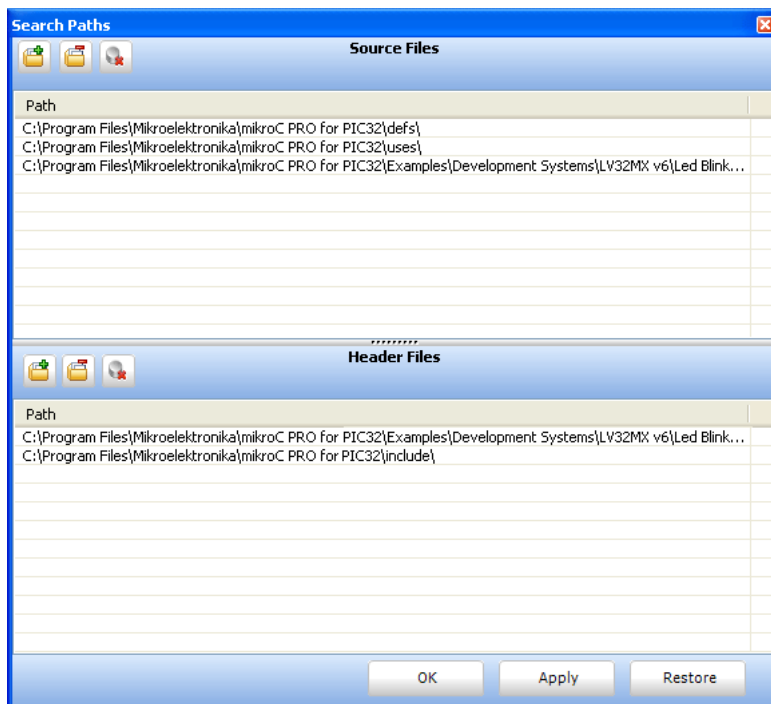 Search Paths
Source Files
Path
C:\Program Files\Mikroelektronika\mikroC PRO for PIC32\defs\
C:\Program Files\Mikroelektronika\mikroC PRO for PIC32\uses\
C:\Program Files\Mikroelektronika\mikroC PRO for PIC32\Examples\Development Systems\LV32MX v6\Led Blink...
Header Files
Path
C:\Program Files\Mikroelektronika\mikroC PRO for PIC32\Examples\Development Systems\LV32MX v6\Led Blink...
C:\Program Files\Mikroelektronika\mikroC PRO for PIC32\include\
OK Apply Restore